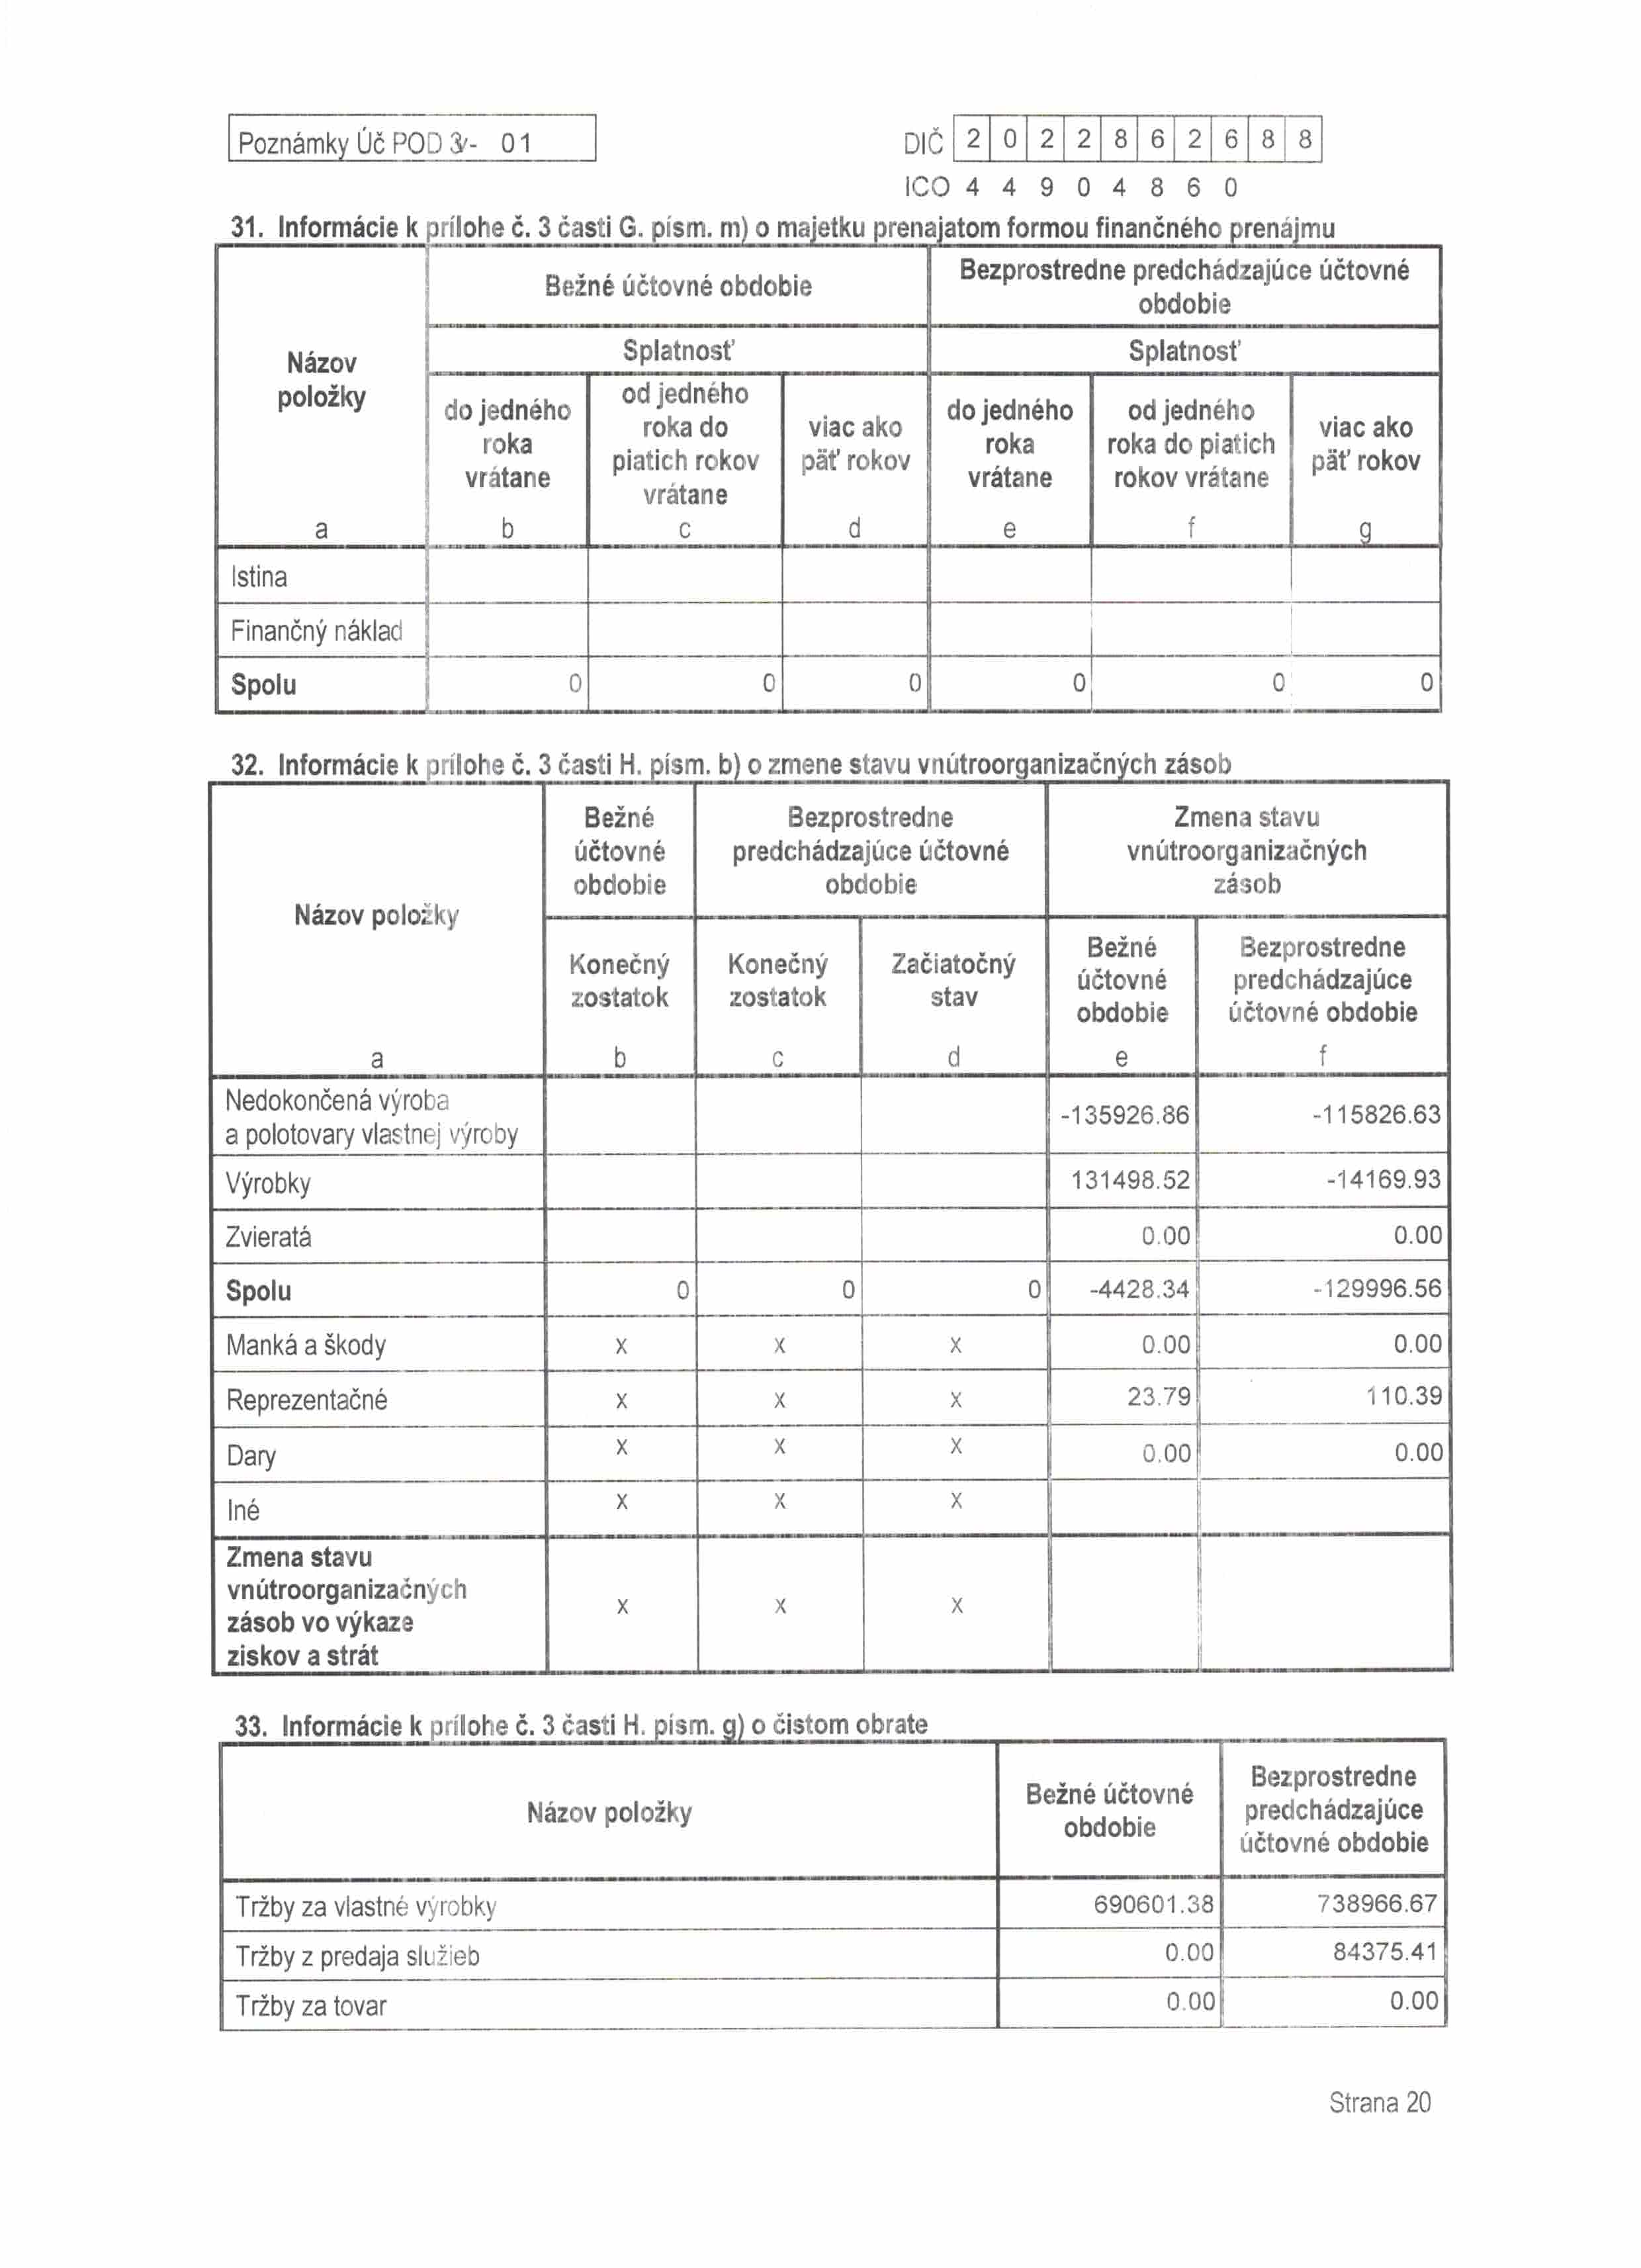 Poznámky Úč POD 3 - 01
DIČ 2 0 2 2 8 6 2 6 8 8
ICO 4 4 9 0 4 8 6 0
31. Informácie k prílohe č. 3 časti G. písm. m) o majetku prenajatom formou finančného prenájmu
Názov položky
Bežné účtovné obdobie
Bezprostredne predchádzajúce účtovné
obdobie
Splatnosť
Splatnosť
do jedného
roka
vrátane
od jedného
roka do
piatich rokov
vrátane
viac ako
päť rokov
do jedného
roka
vrátane
od jedného
roka do piatich
rokov vrátane
viac ako
päť rokov
a b c d e f g
Istina
Finančný náklad
Spolu 0 0 0 0 0 0
32. Informácie k prílohe č. 3 časti H. písm. b) o zmene stavu vnútroorganizačných zásob
Názov položky
Bežné
účtovné
obdobie
Bezprostredne
predchádzajúce účtovné
obdobie
Zmena stavu
vnútroorganizačných
zásob
Konečný
zostatok
Konečný
zostatok
Začiatočný
stav
Bežné
účtovné
obdobie
Bezprostredne
predchádzajúce
účtovné obdobie
a b c d e f
Nedokončená výroba
a polotovary vlastnej výroby -135926.86 -115826.63
Výrobky 131498.52 -14169.93
Zvieratá 0.00 0.00
Spolu 0 0 0 -4428.34 -129996.56
Manká a škody x x x 0.00 0.00
Reprezentačné x x x 23.79 110.39
Dary x x x 0.00 0.00
Iné x x x
Zmena stavu
vnútroorganizačných
zásob vo výkaze
ziskov a strát
x x x
33. Informácie k prílohe č. 3 časti H. písm. g) o čistom obrate
Názov položky
Bežné účtovné
obdobie
Bezprostredne
predchádzajúce
účtovné obdobie
Tržby za vlastné výrobky 690601.38 738966.67
Tržby z predaja služieb 0.00 84375.41
Tržby za tovar 0.00 0.00
Strana 20